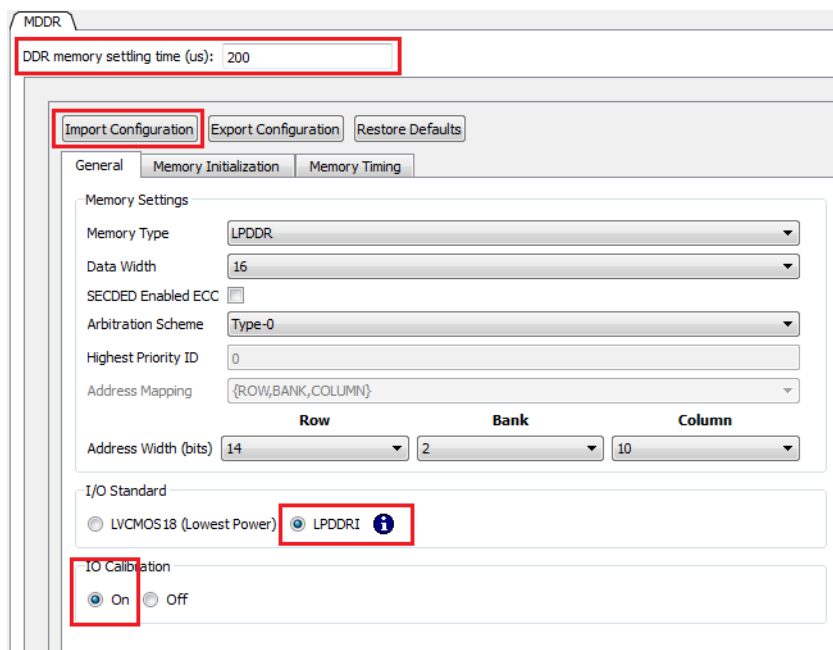 MDDR
DDR memory settling time (us): 200
Import Configuration Export Configuration Restore Defaults
General Memory Initialization Memory Timing
Memory Settings
Memory Type LPDDR
Data Width 16
SECDED Enabled ECC
Arbitration Scheme Type-0
Highest Priority ID 0
Address Mapping {ROW,BANK,COLUMN}
Row Bank Column
Address Width (bits) 14 2 10
I/O Standard
LVCMOS18 (Lowest Power) LPDDRI i
IO Calibration
On Off